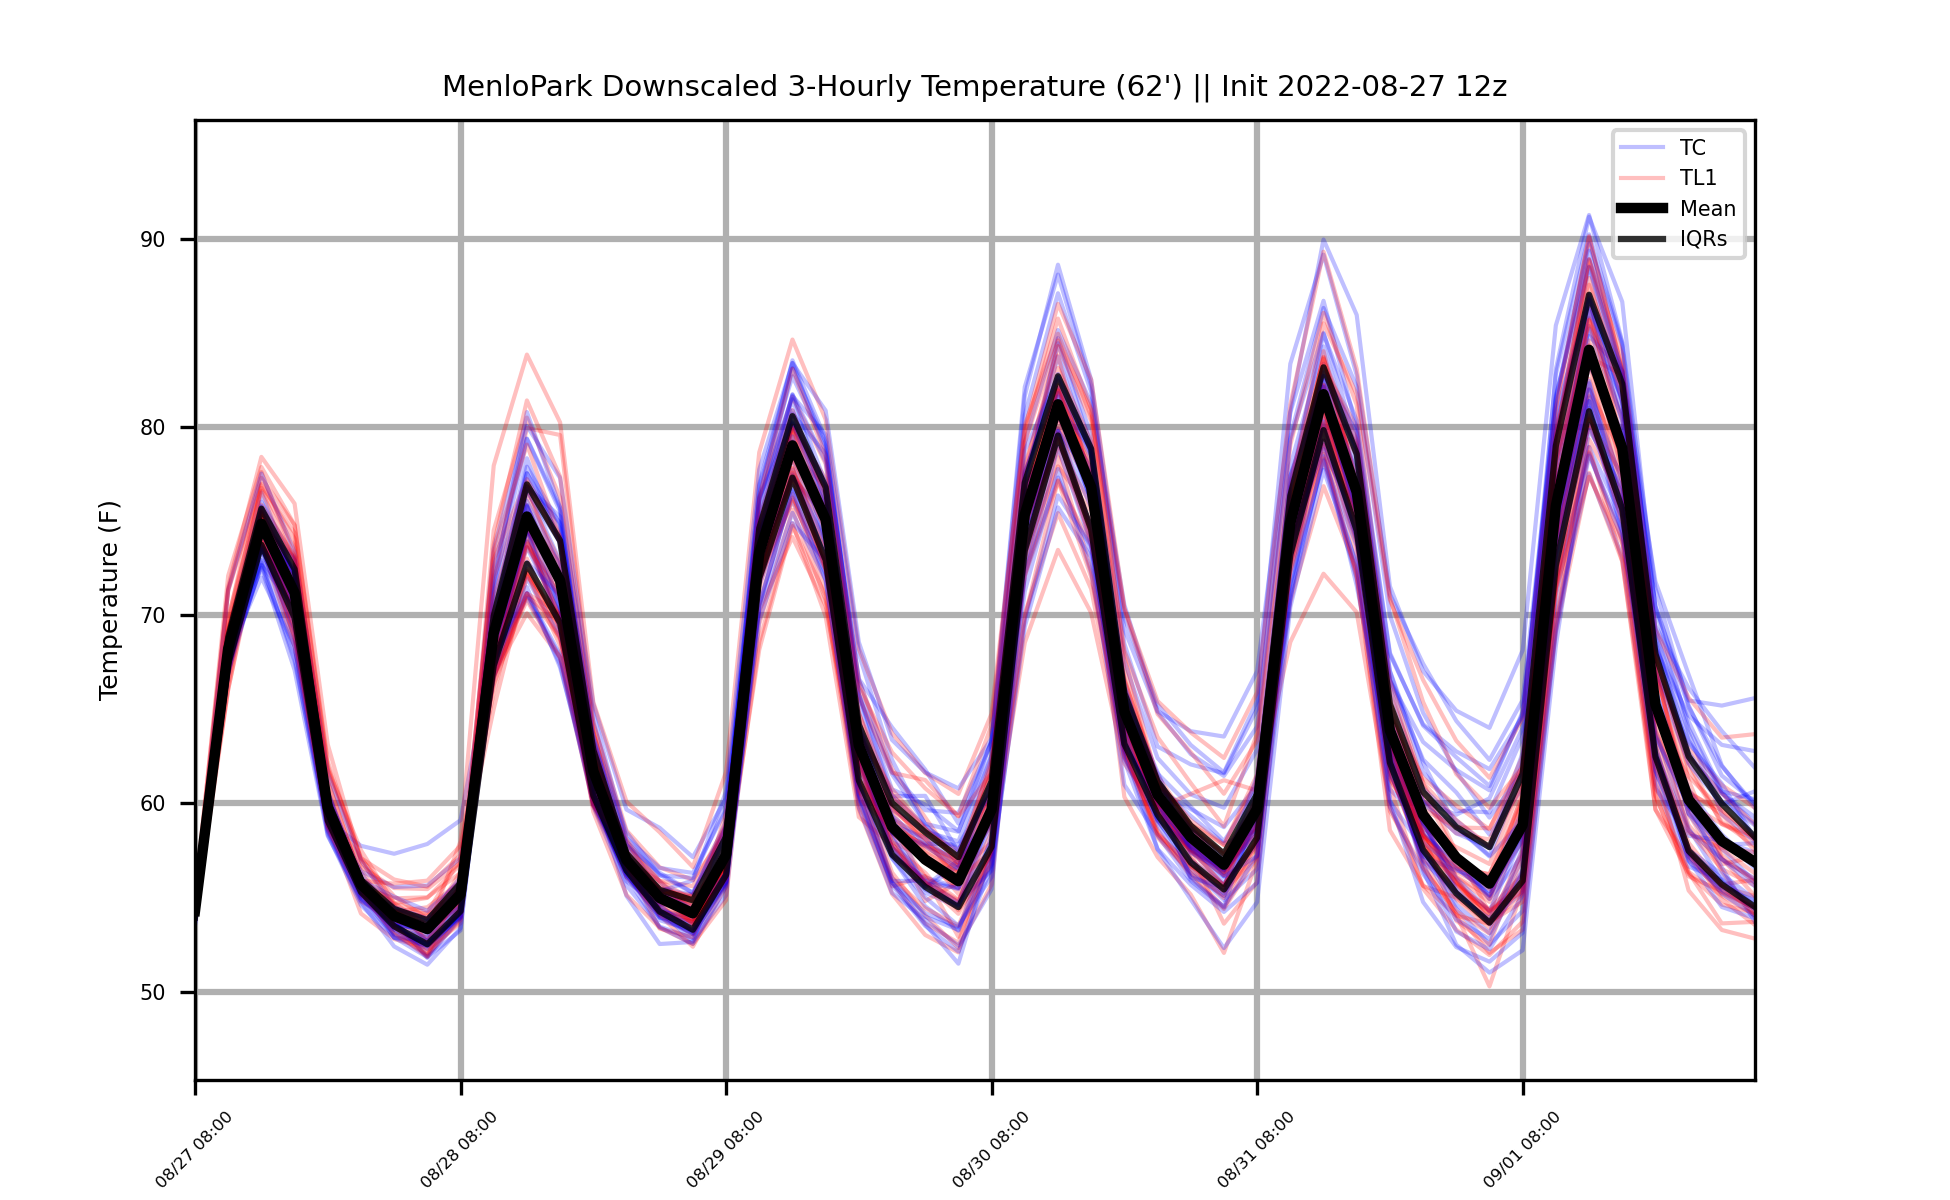 MenloPark Downscaled 3-Hourly Temperature (62') || Init 2022-08-27 12z
TC
TL1
Mean
IQRs
Temperature (F)
90
80
70
60
50
08/27 08:00
08/28 08:00
08/29 08:00
08/30 08:00
08/31 08:00
09/01 08:00